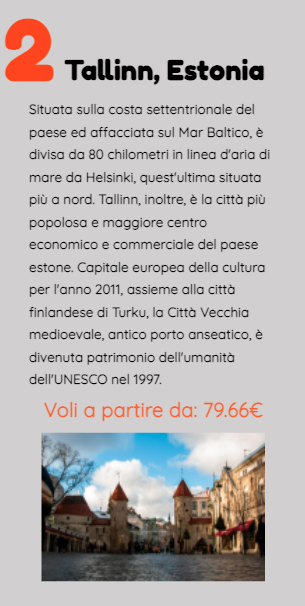 2
Tallinn, Estonia
Situata sulla costa settentrionale del
paese ed affacciata sul Mar Baltico, è
divisa da 80 chilometri in linea d'aria di
mare da Helsinki, quest'ultima situata
più a nord. Tallinn, inoltre, è la città più
popolosa e maggiore centro
economico e commerciale del paese
estone. Capitale europea della cultura
per l'anno 2011, assieme alla città
finlandese di Turku, la Città Vecchia
medioevale, antico porto anseatico, è
divenuta patrimonio dell'umanità
dell'UNESCO nel 1997.
Voli a partire da: 79.66€